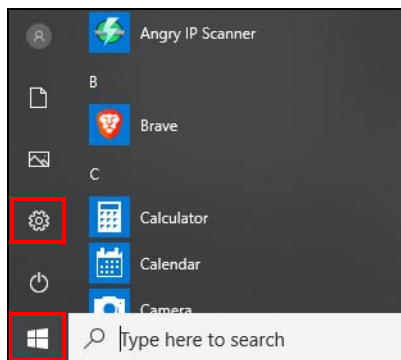 Angry IP Scanner
B
Brave
C
Calculator
Calendar
Camera
Type here to search